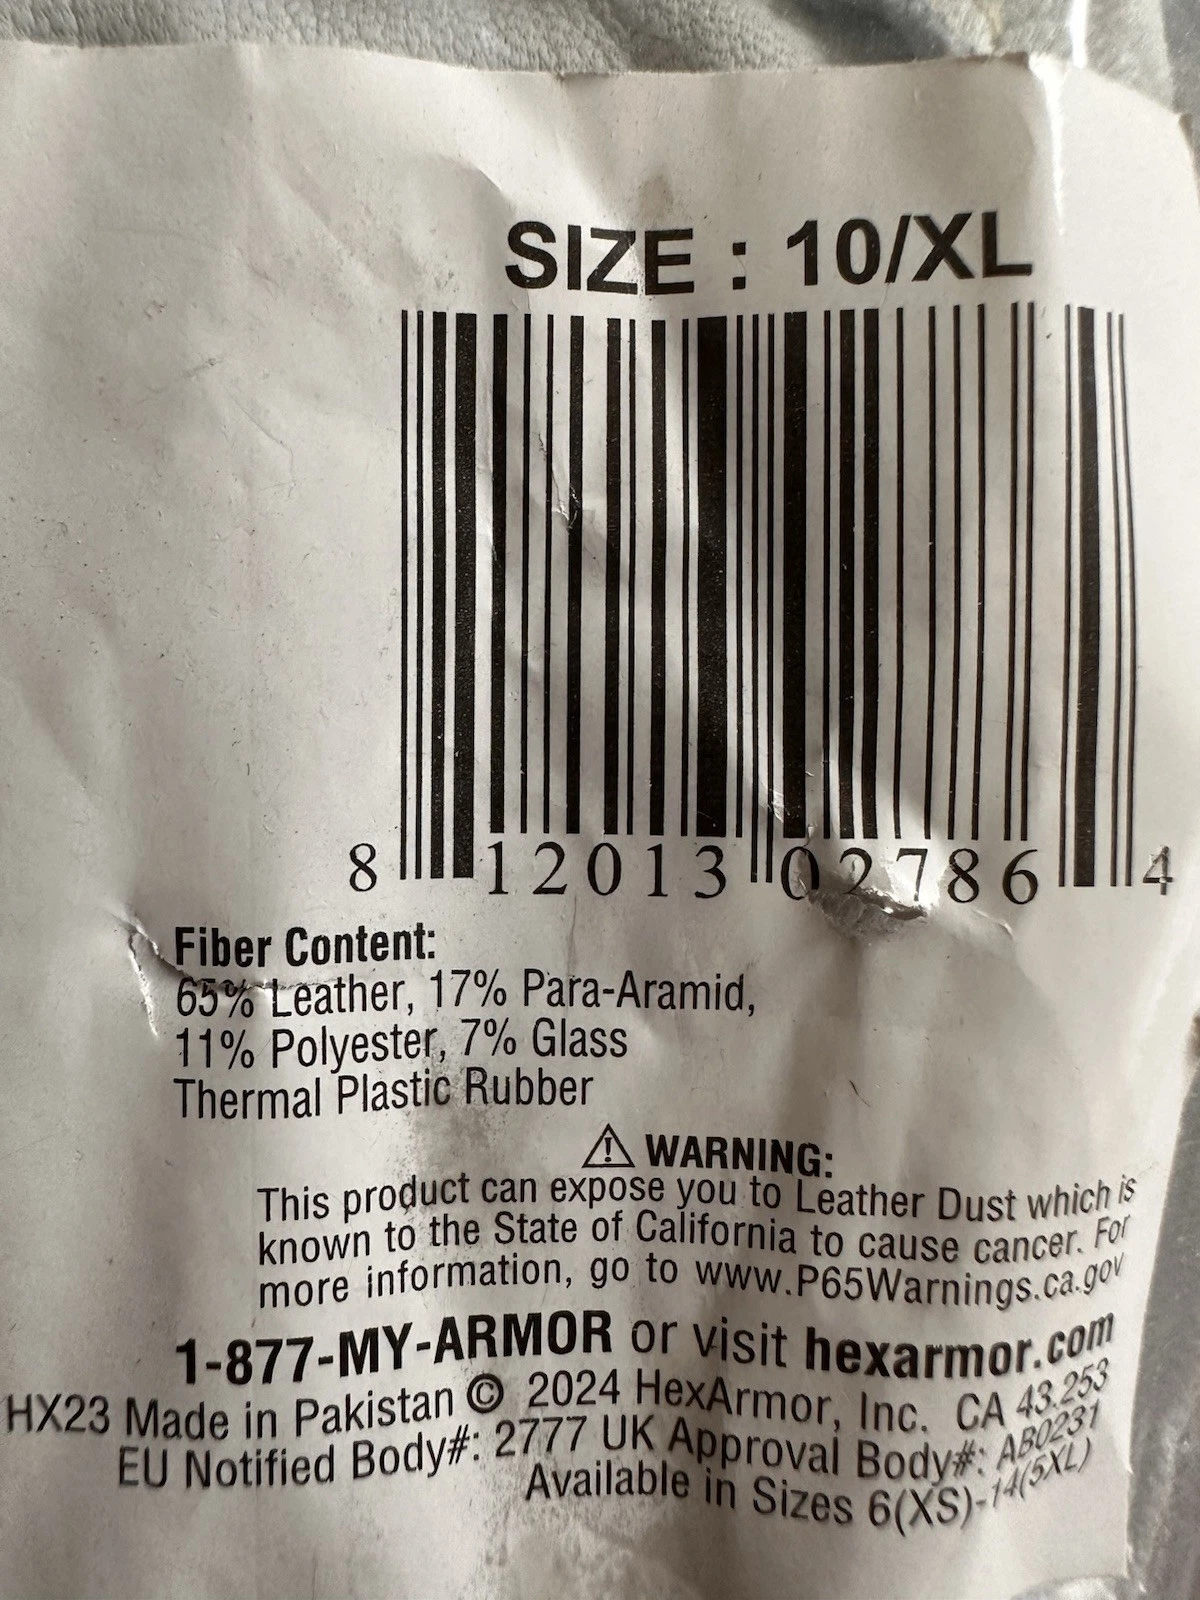 SIZE : 10/XL
8 12013 02786 4
Fiber Content:
65% Leather, 17% Para-Aramid,
11% Polyester, 7% Glass
Thermal Plastic Rubber
⚠ WARNING:
This product can expose you to Leather Dust which is
known to the State of California to cause cancer. For
more information, go to www.P65Warnings.ca.gov
1-877-MY-ARMOR or visit hexarmor.com
HX23 Made in Pakistan © 2024 HexArmor, Inc. CA 43.253
EU Notified Body#: 2777 UK Approval Body#: AB0231
Available in Sizes 6(XS)-14(5XL)